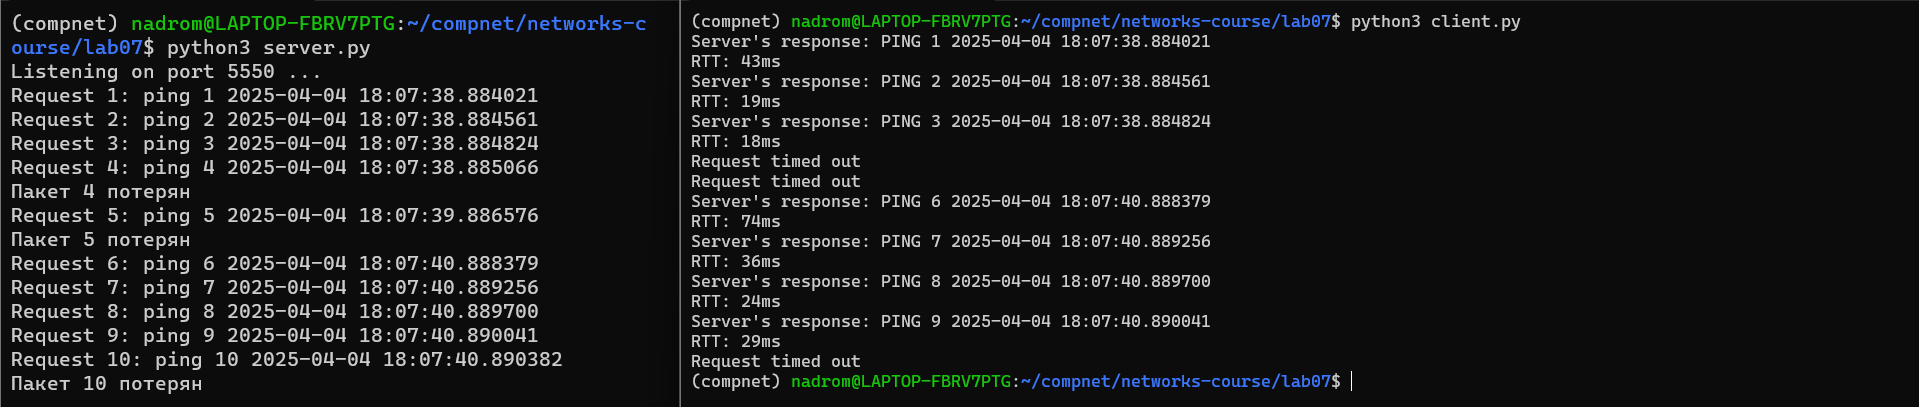 (compnet) nadrom@LAPTOP-FBRV7PTG:~/compnet/networks-c
ourse/lab07$ python3 server.py
Listening on port 5550 ...
Request 1: ping 1 2025-04-04 18:07:38.884021
Request 2: ping 2 2025-04-04 18:07:38.884561
Request 3: ping 3 2025-04-04 18:07:38.884824
Request 4: ping 4 2025-04-04 18:07:38.885066
Пакет 4 потерян
Request 5: ping 5 2025-04-04 18:07:39.886576
Пакет 5 потерян
Request 6: ping 6 2025-04-04 18:07:40.888379
Request 7: ping 7 2025-04-04 18:07:40.889256
Request 8: ping 8 2025-04-04 18:07:40.889700
Request 9: ping 9 2025-04-04 18:07:40.890041
Request 10: ping 10 2025-04-04 18:07:40.890382
Пакет 10 потерян
(compnet) nadrom@LAPTOP-FBRV7PTG:~/compnet/networks-course/lab07$ python3 client.py
Server's response: PING 1 2025-04-04 18:07:38.884021
RTT: 43ms
Server's response: PING 2 2025-04-04 18:07:38.884561
RTT: 19ms
Server's response: PING 3 2025-04-04 18:07:38.884824
RTT: 18ms
Request timed out
Request timed out
Server's response: PING 6 2025-04-04 18:07:40.888379
RTT: 74ms
Server's response: PING 7 2025-04-04 18:07:40.889256
RTT: 36ms
Server's response: PING 8 2025-04-04 18:07:40.889700
RTT: 24ms
Server's response: PING 9 2025-04-04 18:07:40.890041
RTT: 29ms
Request timed out
(compnet) nadrom@LAPTOP-FBRV7PTG:~/compnet/networks-course/lab07$